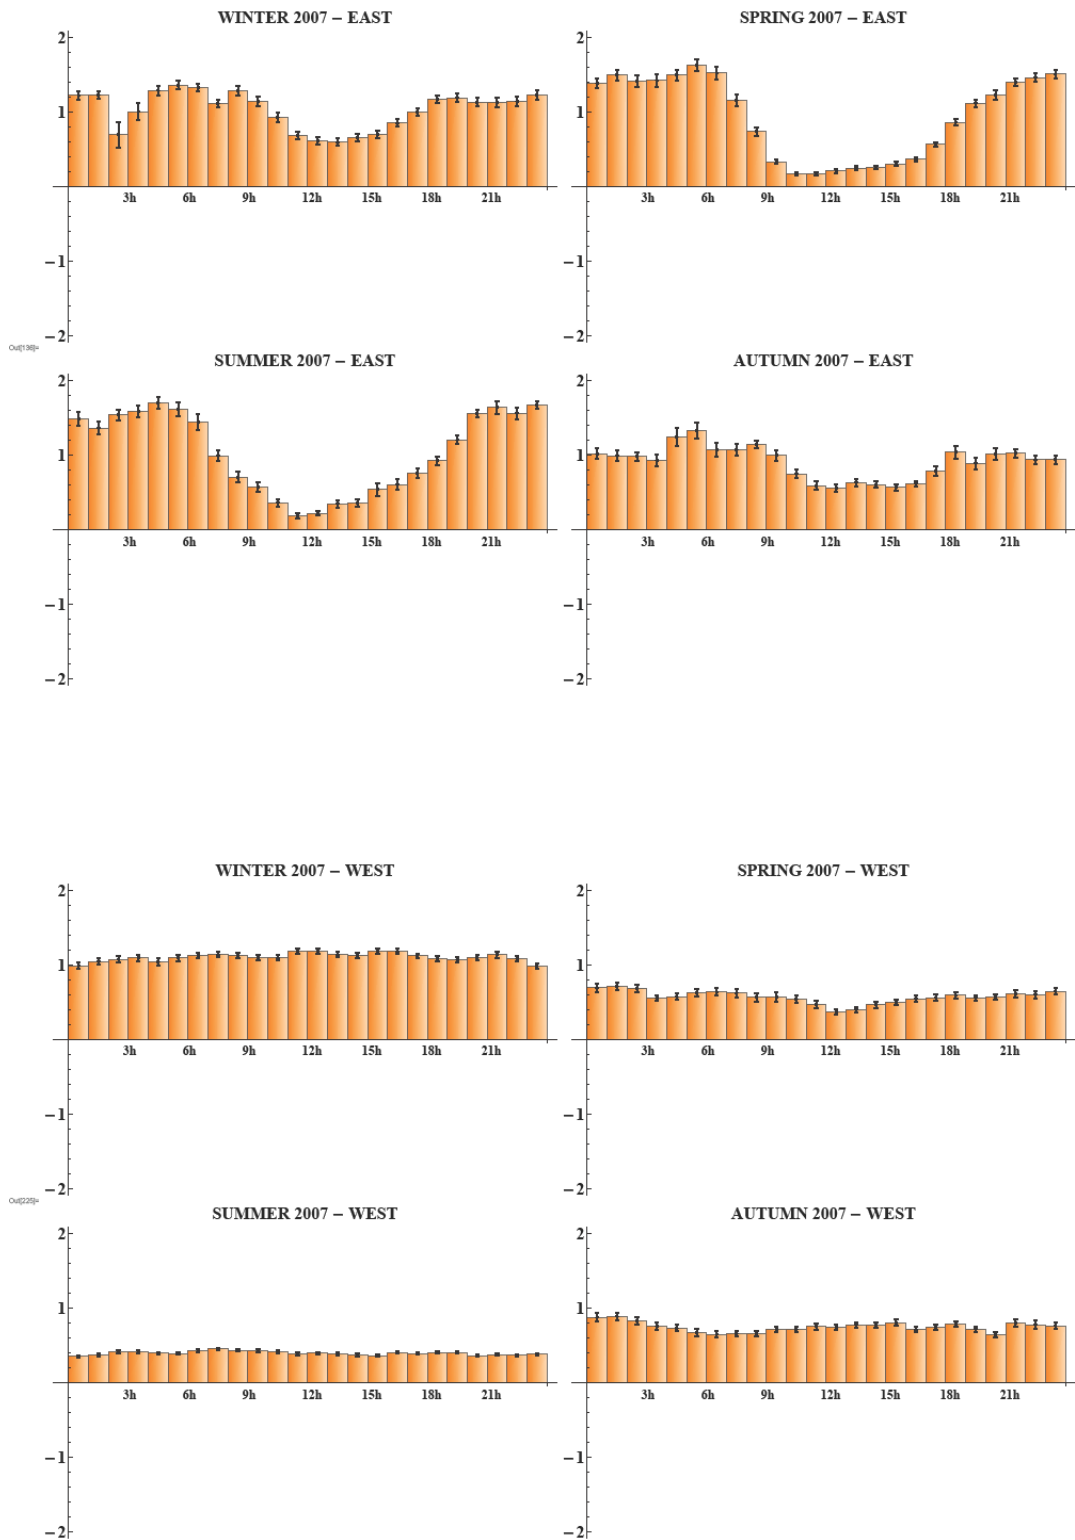 WINTER 2007 – EAST
2
1
−1
−2
3h 6h 9h 12h 15h 18h 21h
SPRING 2007 – EAST
2
1
−1
−2
3h 6h 9h 12h 15h 18h 21h
Out[136]=
SUMMER 2007 – EAST
2
1
−1
−2
3h 6h 9h 12h 15h 18h 21h
AUTUMN 2007 – EAST
2
1
−1
−2
3h 6h 9h 12h 15h 18h 21h
WINTER 2007 – WEST
2
1
−1
−2
3h 6h 9h 12h 15h 18h 21h
SPRING 2007 – WEST
2
1
−1
−2
3h 6h 9h 12h 15h 18h 21h
Out[225]=
SUMMER 2007 – WEST
2
1
−1
−2
3h 6h 9h 12h 15h 18h 21h
AUTUMN 2007 – WEST
2
1
−1
−2
3h 6h 9h 12h 15h 18h 21h